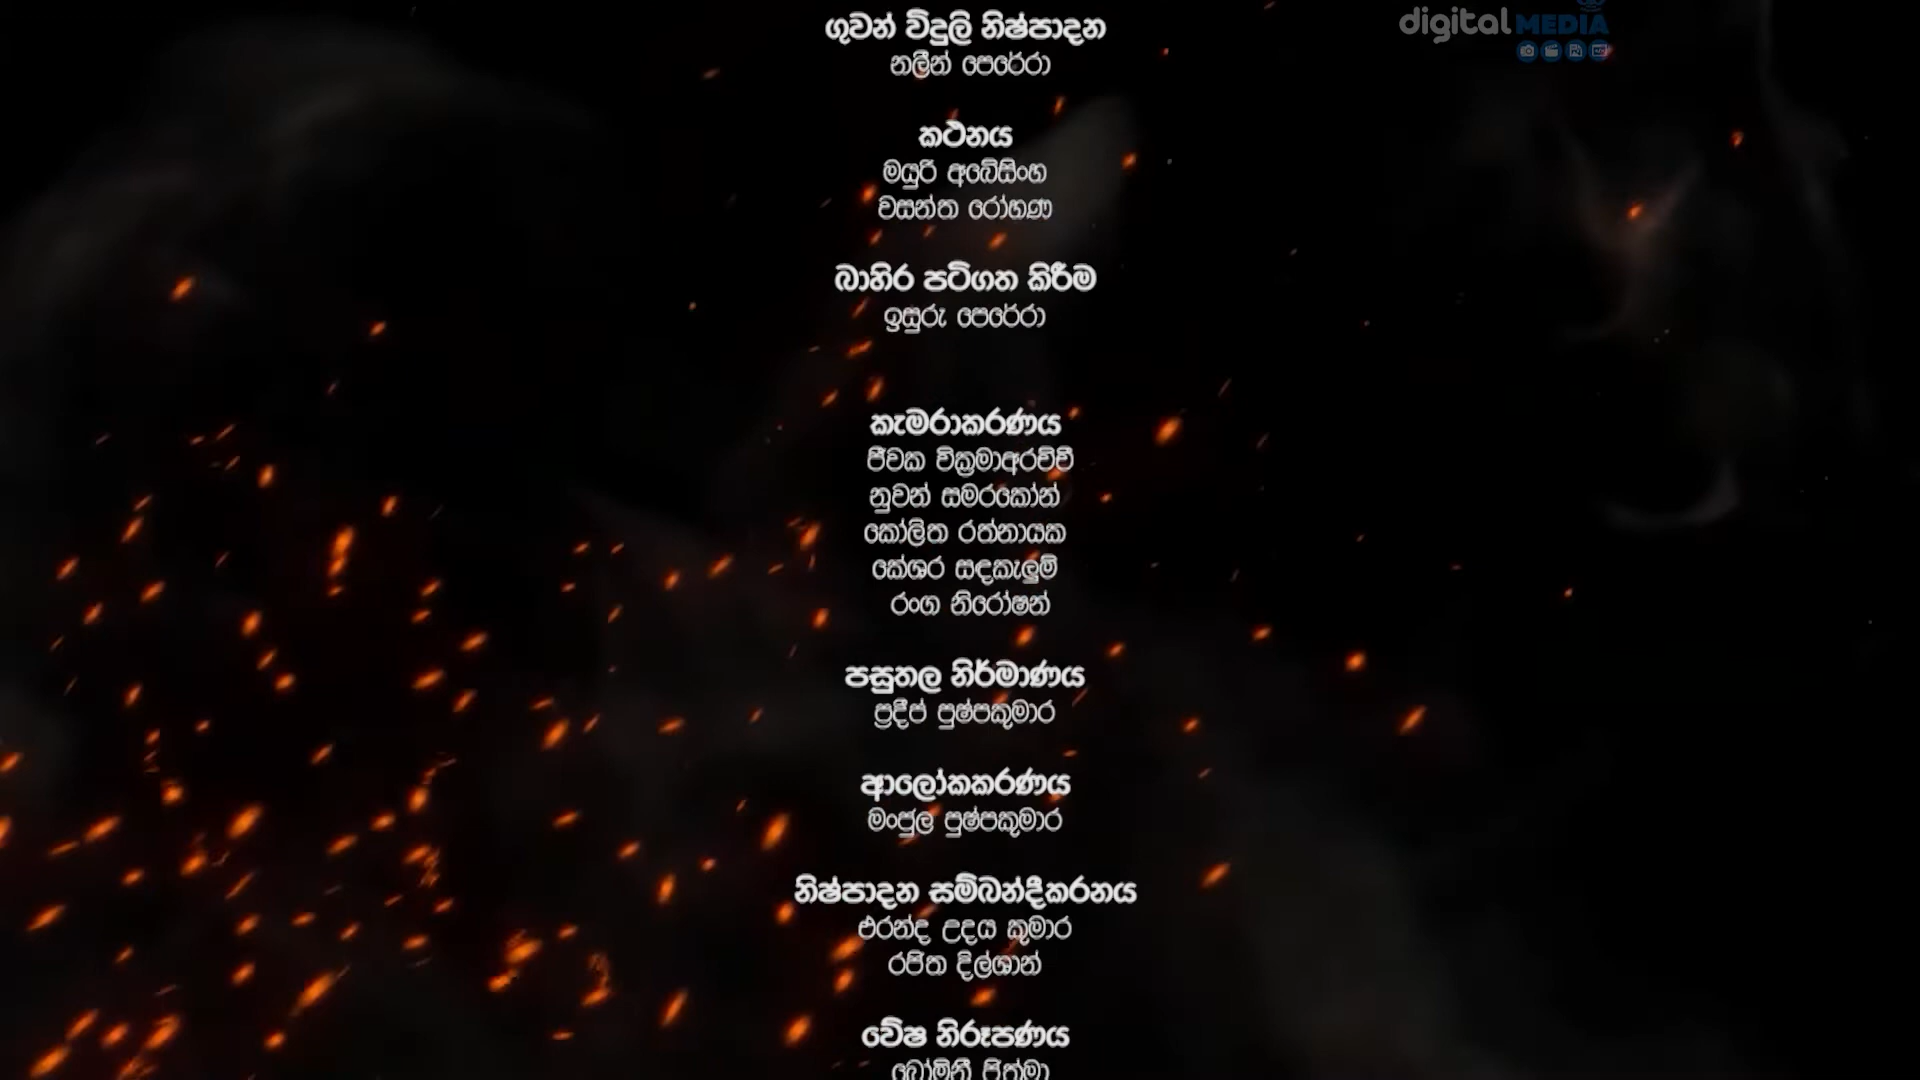 ගුවන් විදුලි නිෂ්පාදන
නලීන් පෙරේරා
digital MEDIA
කථනය
මයුරි අබේසිංහ
වසන්ත රෝහණ
බාහිර පටිගත කිරීම
ඉසුරු පෙරේරා
කැමරාකරණය
ජීවක වික්‍රමාආරච්චි
නුවන් සමරකෝන්
කෝලිත රත්නායක
කේශර සඳකැලුම්
රංග නිරෝෂන්
පසුතල නිර්මාණය
ප්‍රදීප් පුෂ්පකුමාර
ආලෝකකරණය
මංජුල පුෂ්පකුමාර
නිෂ්පාදන සම්බන්දීකරනය
එරන්ද උදය කුමාර
රජිත දිල්ශාන්
වේෂ නිරූපණය